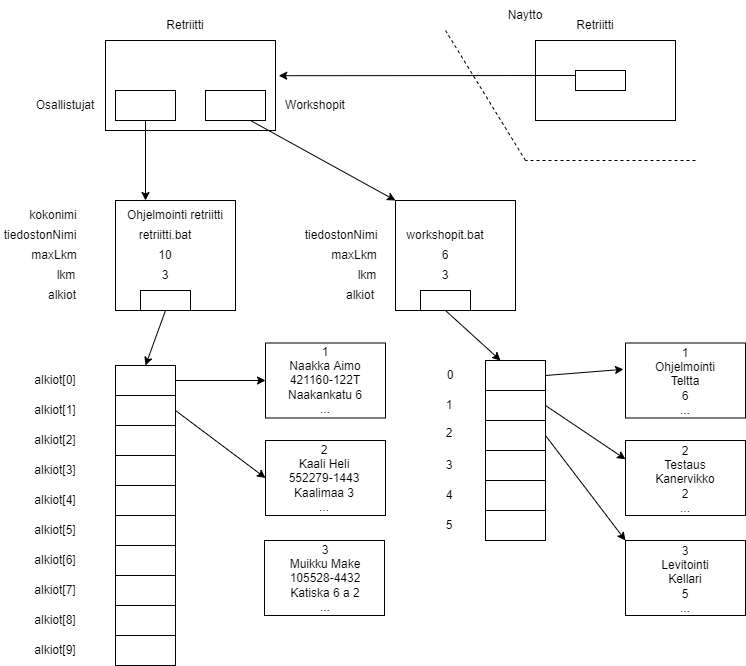 Naytto
Retriitti
Retriitti
Osallistujat
Workshopit
kokonimi
Ohjelmointi retriitti
tiedostonNimi
retriitti.bat
maxLkm
10
lkm
3
alkiot
tiedostonNimi
workshopit.bat
maxLkm
6
lkm
3
alkiot
alkiot[0]
alkiot[1]
alkiot[2]
alkiot[3]
alkiot[4]
alkiot[5]
alkiot[6]
alkiot[7]
alkiot[8]
alkiot[9]
1
Naakka Aimo
421160-122T
Naakankatu 6
...
2
Kaali Heli
552279-1443
Kaalimaa 3
...
3
Muikku Make
105528-4432
Katiska 6 a 2
...
0
1
2
3
4
5
1
Ohjelmointi
Teltta
6
...
2
Testaus
Kanervikko
2
...
3
Levitointi
Kellari
5
...